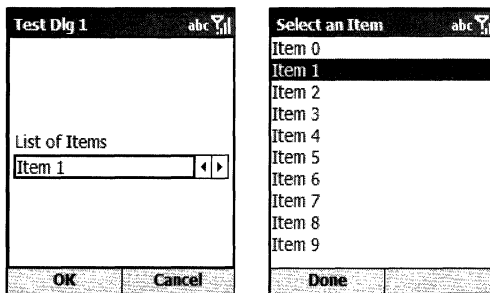 Test Dlg 1 abc
List of Items
Item 1
OK Cancel
Select an Item abc
Item 0
Item 1
Item 2
Item 3
Item 4
Item 5
Item 6
Item 7
Item 8
Item 9
Done